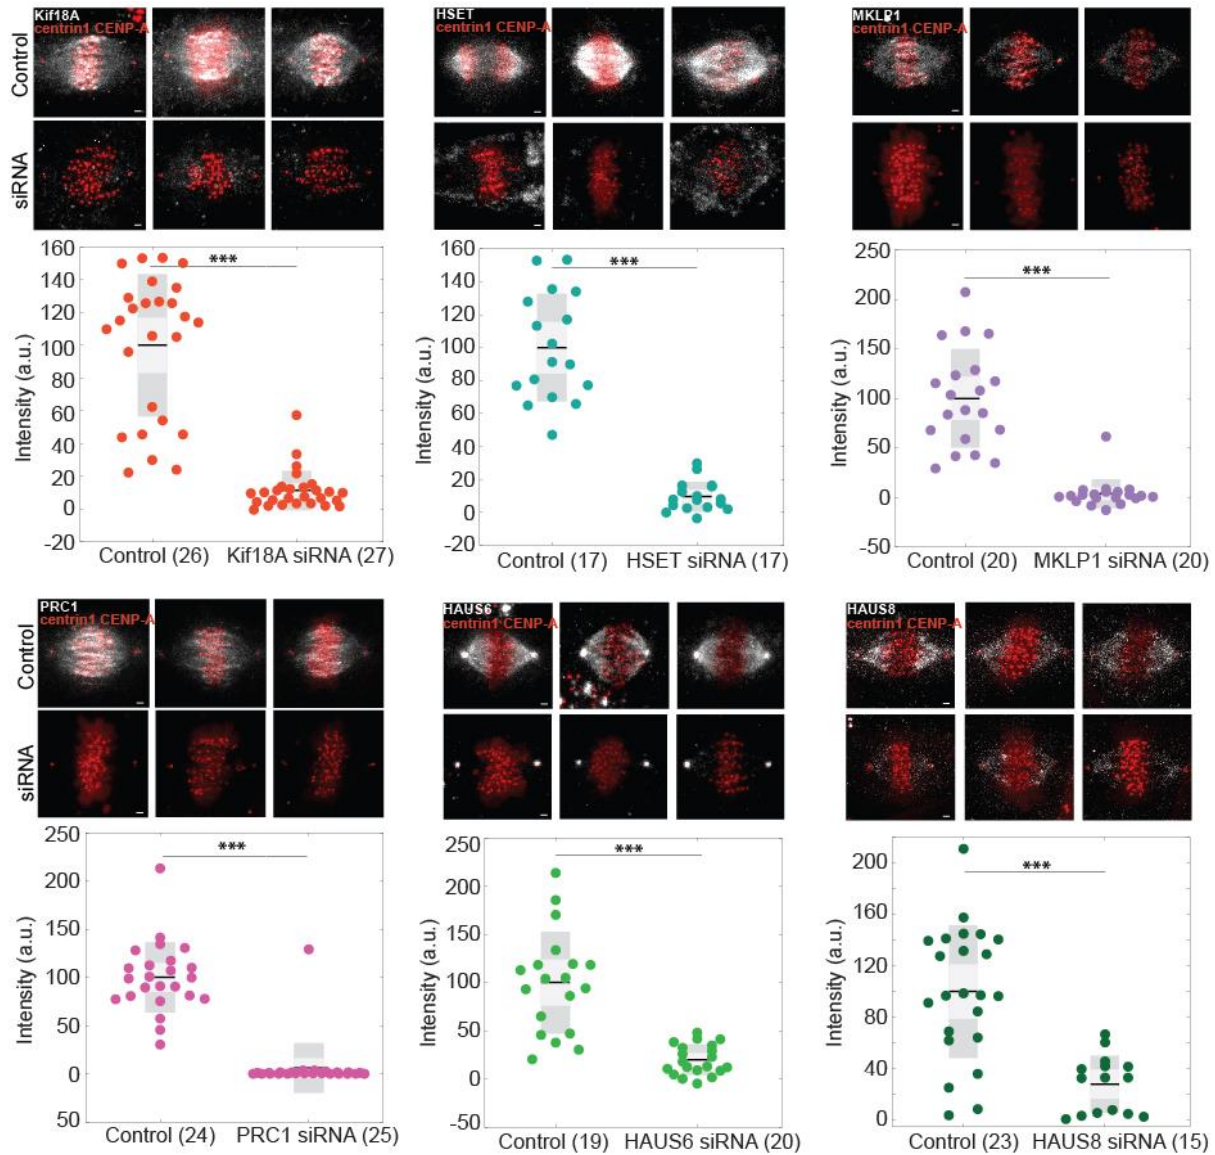 Kif18A
centrin1 CENP-A
HSET
centrin1 CENP-A
MKLP1
centrin1 CENP-A
Control
siRNA
Intensity (a.u.)
160
140
120
100
80
60
40
20
0
-20
***
Control (26) Kif18A siRNA (27)
Intensity (a.u.)
160
140
120
100
80
60
40
20
0
-20
***
Control (17) HSET siRNA (17)
Intensity (a.u.)
250
200
150
100
50
0
-50
***
Control (20) MKLP1 siRNA (20)
PRC1
centrin1 CENP-A
HAUS6
centrin1 CENP-A
HAUS8
centrin1 CENP-A
Control
siRNA
Intensity (a.u.)
250
200
150
100
50
0
50
***
Control (24) PRC1 siRNA (25)
Intensity (a.u.)
250
200
150
100
50
0
-50
***
Control (19) HAUS6 siRNA (20)
Intensity (a.u.)
200
160
120
80
40
0
***
Control (23) HAUS8 siRNA (15)